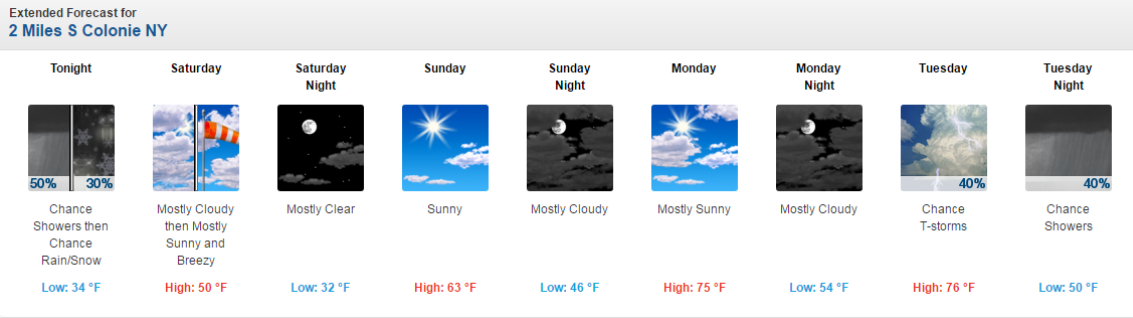 Extended Forecast for
2 Miles S Colonie NY
Tonight
50% 30%
Chance
Showers then
Chance
Rain/Snow
Low: 34 °F
Saturday
Mostly Cloudy
then Mostly
Sunny and
Breezy
High: 50 °F
Saturday
Night
Mostly Clear
Low: 32 °F
Sunday
Sunny
High: 63 °F
Sunday
Night
Mostly Cloudy
Low: 46 °F
Monday
Mostly Sunny
High: 75 °F
Monday
Night
Mostly Cloudy
Low: 54 °F
Tuesday
40%
Chance
T-storms
High: 76 °F
Tuesday
Night
40%
Chance
Showers
Low: 50 °F